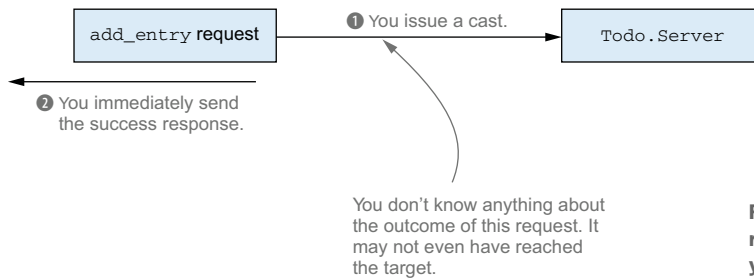 add_entry request
❶ You issue a cast.
Todo.Server
❷ You immediately send
the success response.
You don't know anything about
the outcome of this request. It
may not even have reached
the target.